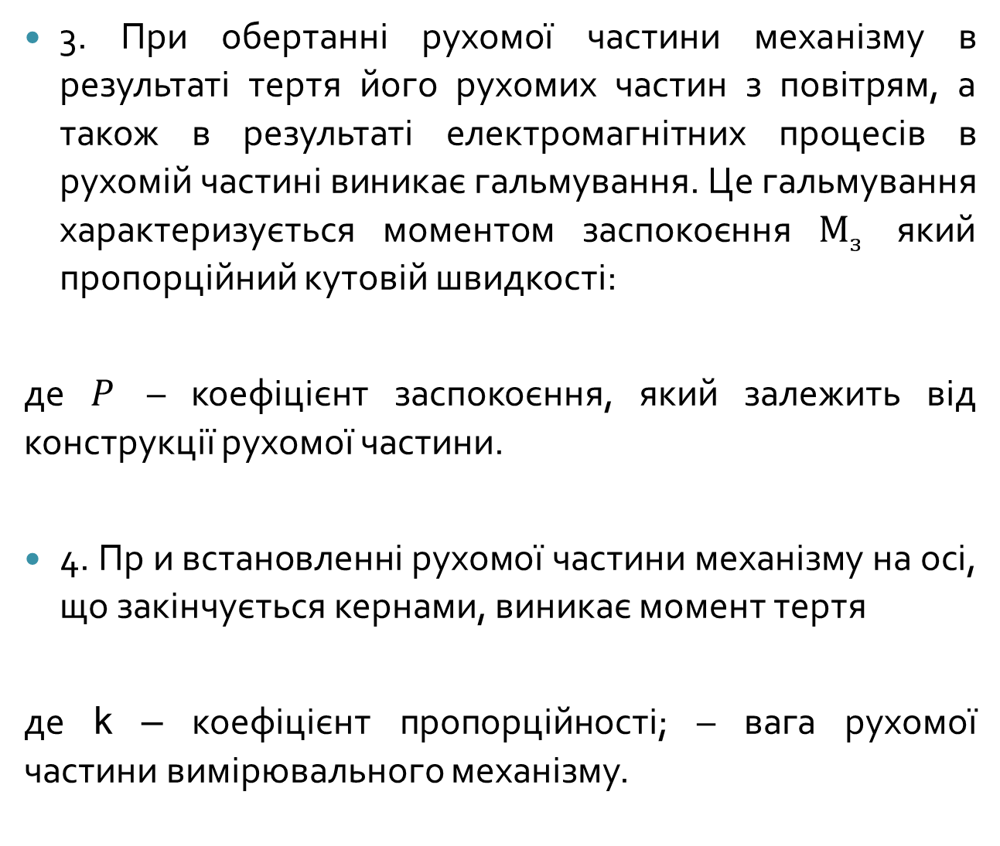 • 3. При обертанні рухомої частини механізму в
результаті тертя його рухомих частин з повітрям, а
також в результаті електромагнітних процесів в
рухомій частині виникає гальмування. Це гальмування
характеризується моментом заспокоєння Мз який
пропорційний кутовій швидкості:
де P – коефіцієнт заспокоєння, який залежить від
конструкції рухомої частини.
• 4. Пр и встановленні рухомої частини механізму на осі,
що закінчується кернами, виникає момент тертя
де k – коефіцієнт пропорційності; – вага рухомої
частини вимірювального механізму.